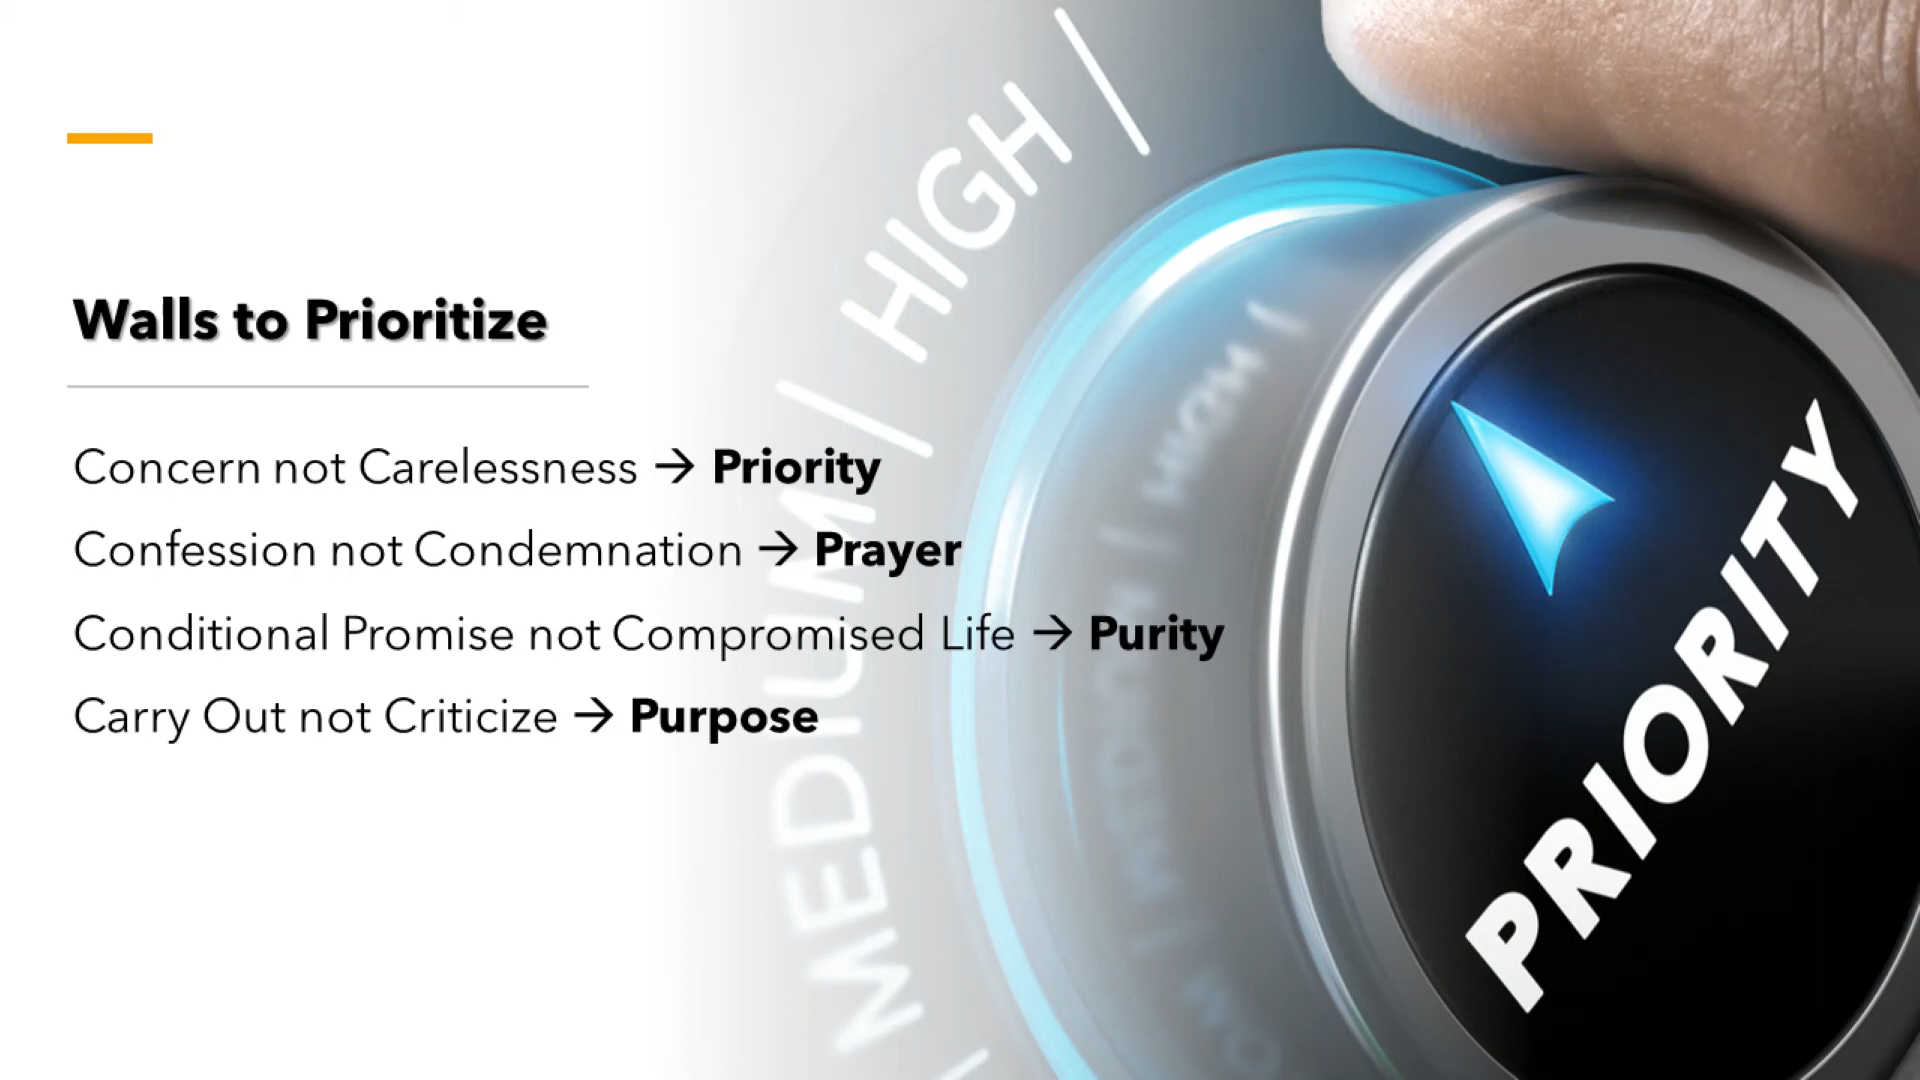 Walls to Prioritize
Concern not Carelessness → Priority
Confession not Condemnation → Prayer
Conditional Promise not Compromised Life → Purity
Carry Out not Criticize → Purpose
| MEDIUM | HIGH |
PRIORITY